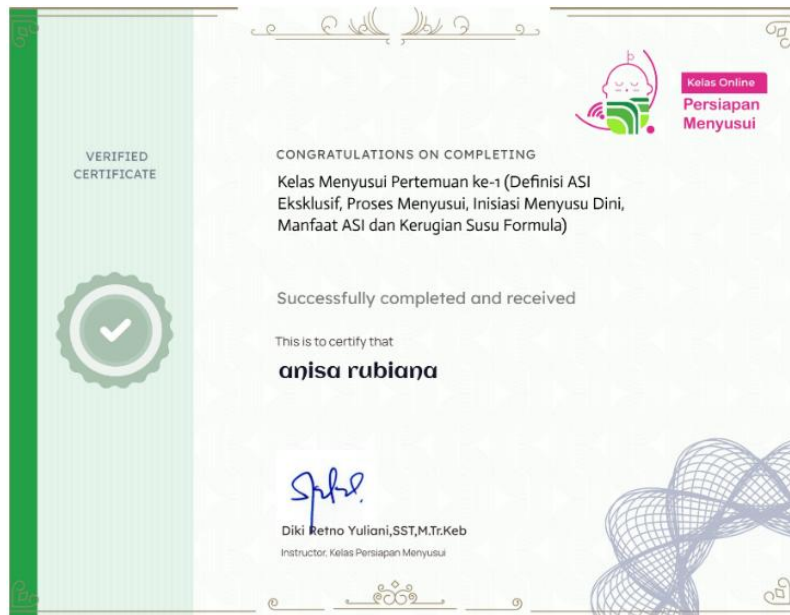 Kelas Online
Persiapan
Menyusui
VERIFIED
CERTIFICATE
CONGRATULATIONS ON COMPLETING
Kelas Menyusui Pertemuan ke-1 (Definisi ASI
Eksklusif, Proses Menyusui, Inisiasi Menyusu Dini,
Manfaat ASI dan Kerugian Susu Formula)
Successfully completed and received
This is to certify that
anisa rubiana
Diki Retno Yuliani,SST,M.Tr.Keb
Instructor, Kelas Persiapan Menyusui